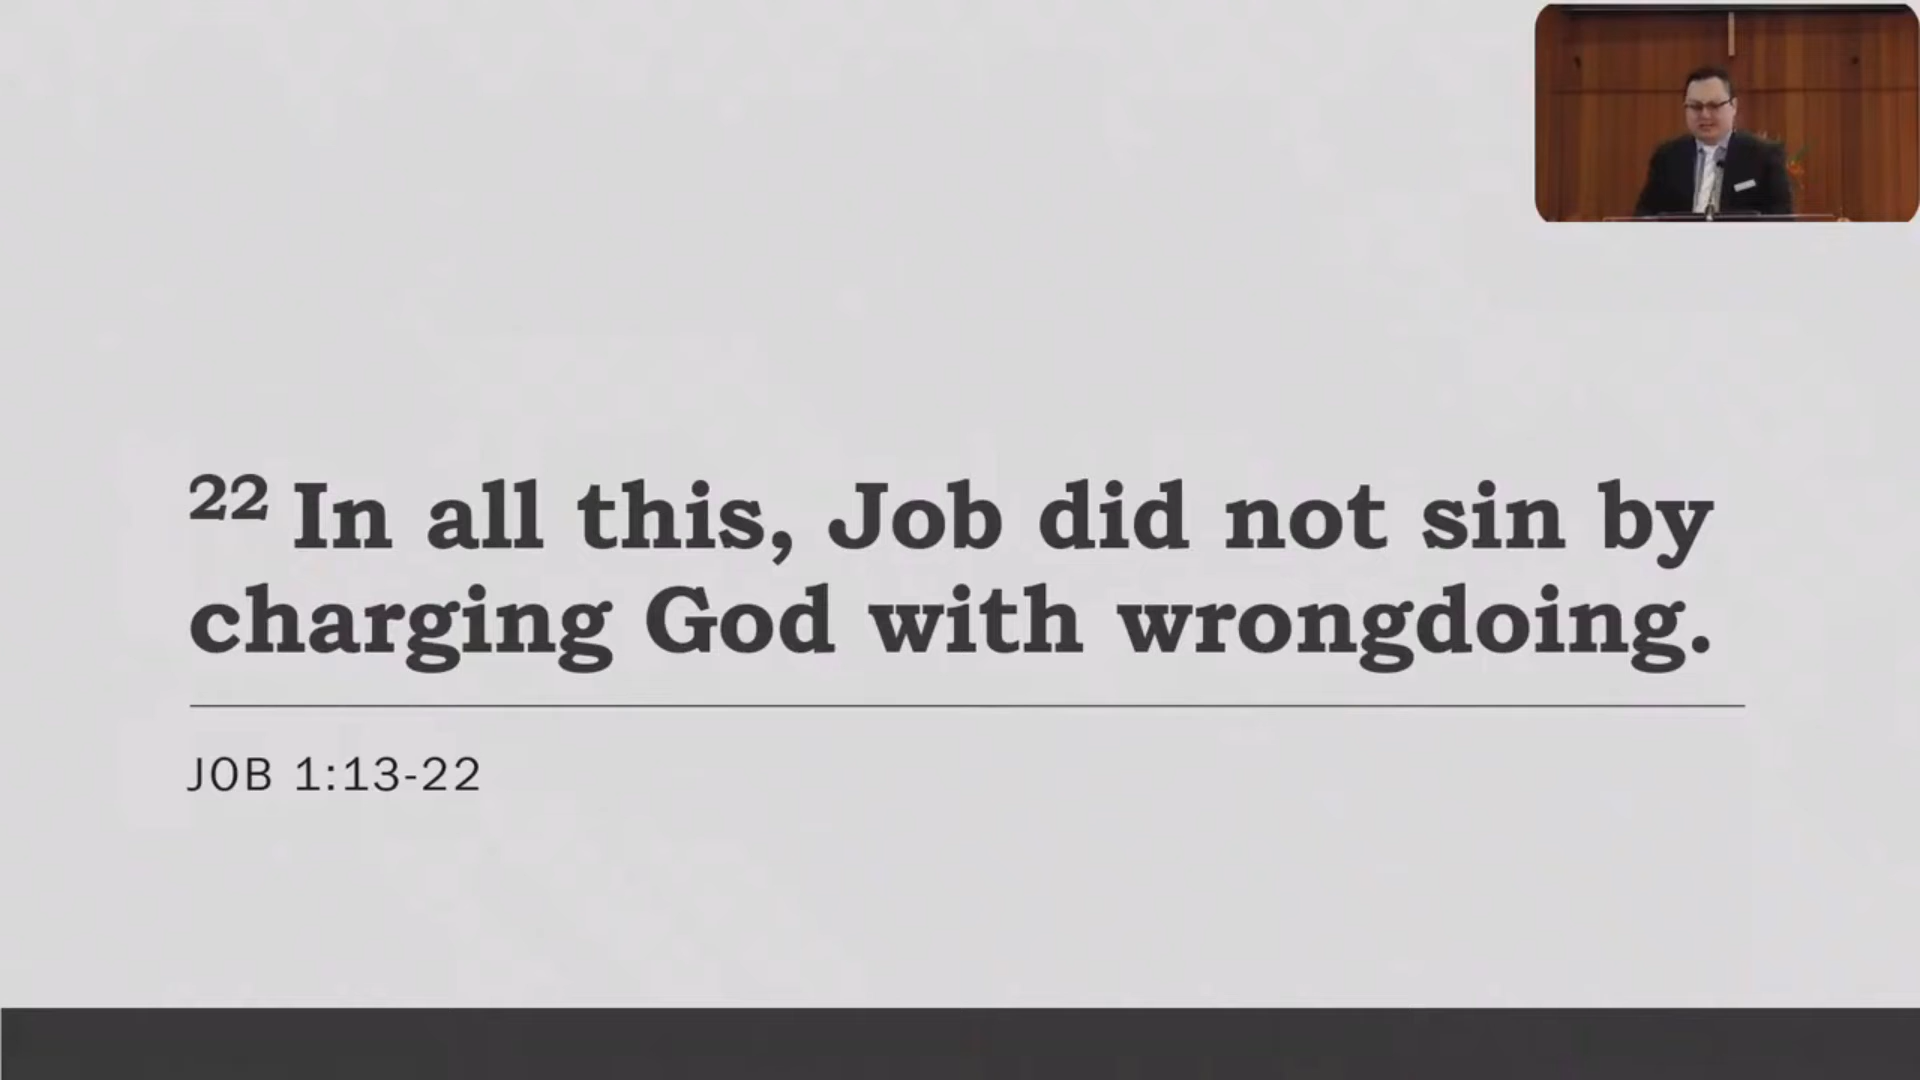 22 In all this, Job did not sin by
charging God with wrongdoing.
JOB 1:13-22